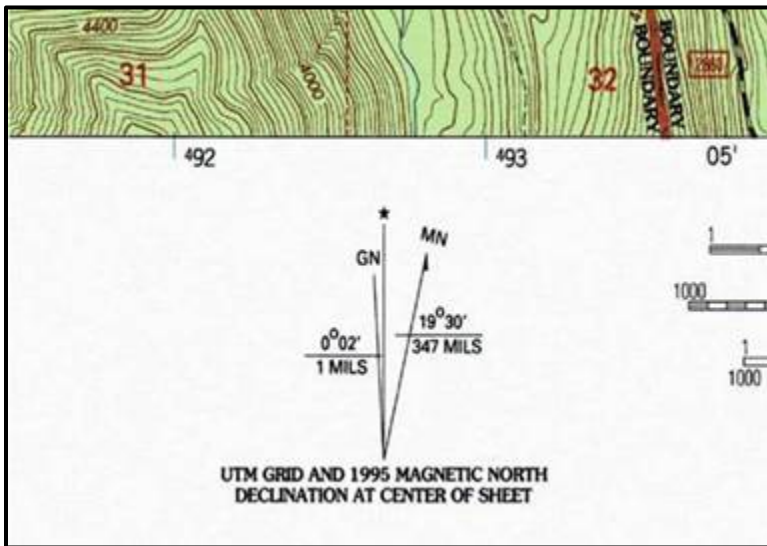 4400
31
4000
32
BOUNDARY
BOUNDARY
2860
492
493
05'
★
GN
MN
0°02'
1 MILS
19°30'
347 MILS
1
1000
1
1000
UTM GRID AND 1995 MAGNETIC NORTH
DECLINATION AT CENTER OF SHEET